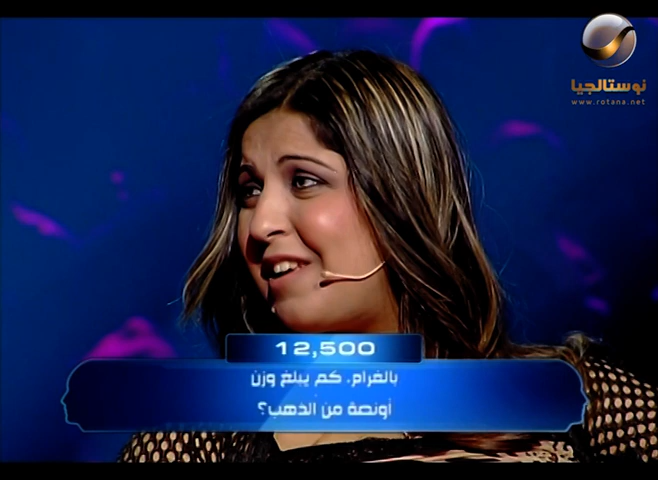 نوستالجيا
www.rotana.net
12,500
بالغرام، كم يبلغ وزن
أونصة من الذهب؟